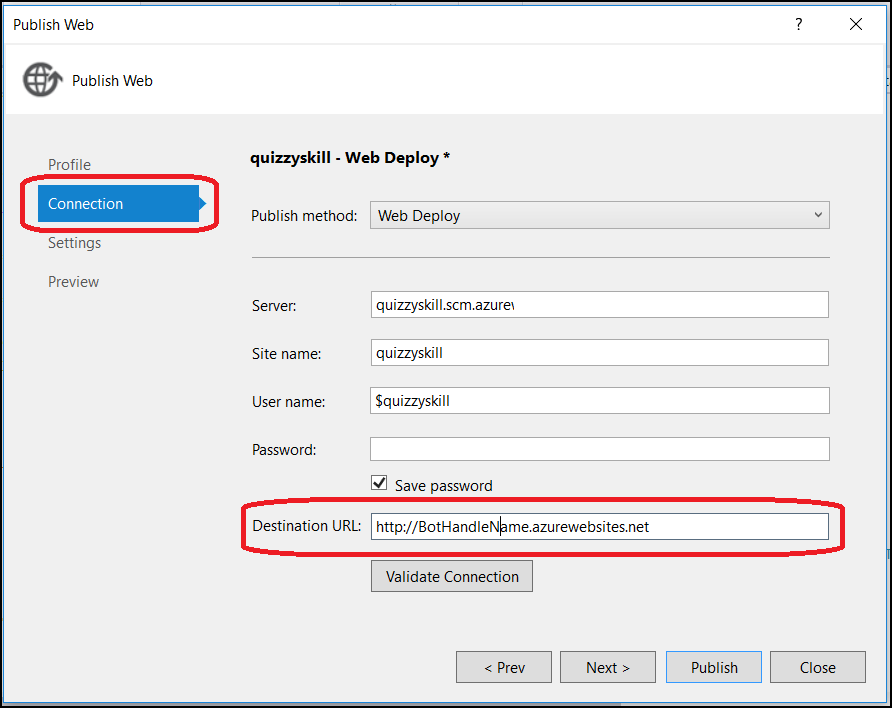 Publish Web
?
Publish Web
Profile
Connection
Settings
Preview
quizzyskill - Web Deploy *
Publish method: Web Deploy
Server: quizzyskill.scm.azurew
Site name: quizzyskill
User name: $quizzyskill
Password:
Save password
Destination URL: http://BotHandleName.azurewebsites.net
Validate Connection
< Prev Next > Publish Close